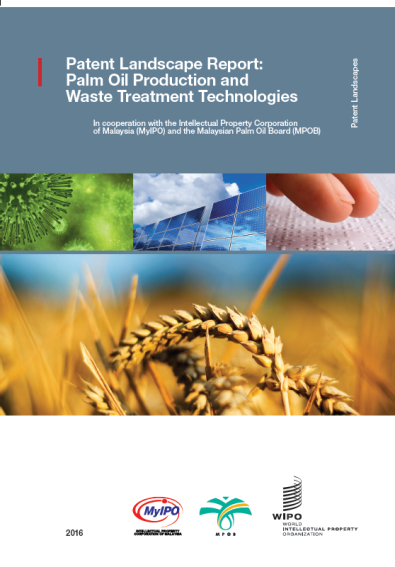 Patent Landscape Report:
Palm Oil Production and
Waste Treatment Technologies
In cooperation with the Intellectual Property Corporation
of Malaysia (MyIPO) and the Malaysian Palm Oil Board (MPOB)
Patent Landscapes
2016
MyIPO
INTELLECTUAL PROPERTY
CORPORATION OF MALAYSIA
MPOB
WIPO
WORLD
INTELLECTUAL PROPERTY
ORGANIZATION